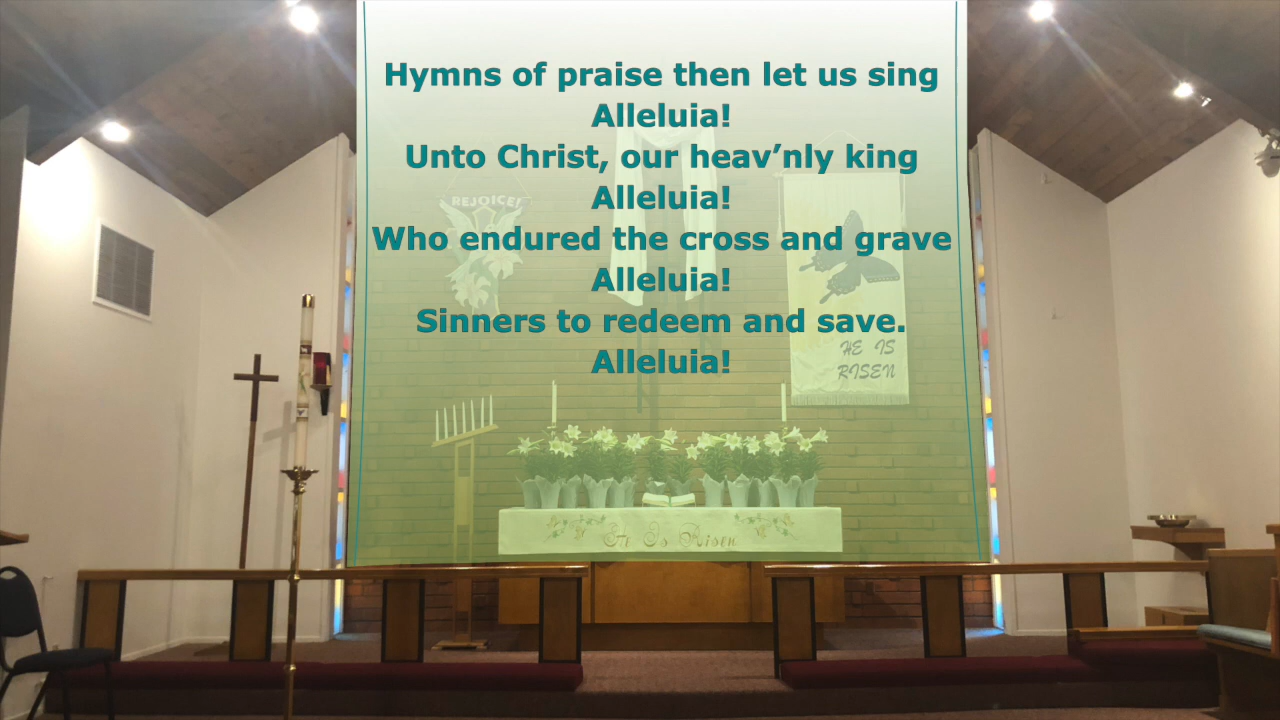 Hymns of praise then let us sing
Alleluia!
Unto Christ, our heav’nly king
Alleluia!
Who endured the cross and grave
Alleluia!
Sinners to redeem and save.
Alleluia!
REJOICE!
HE IS
RISEN
He Is Risen